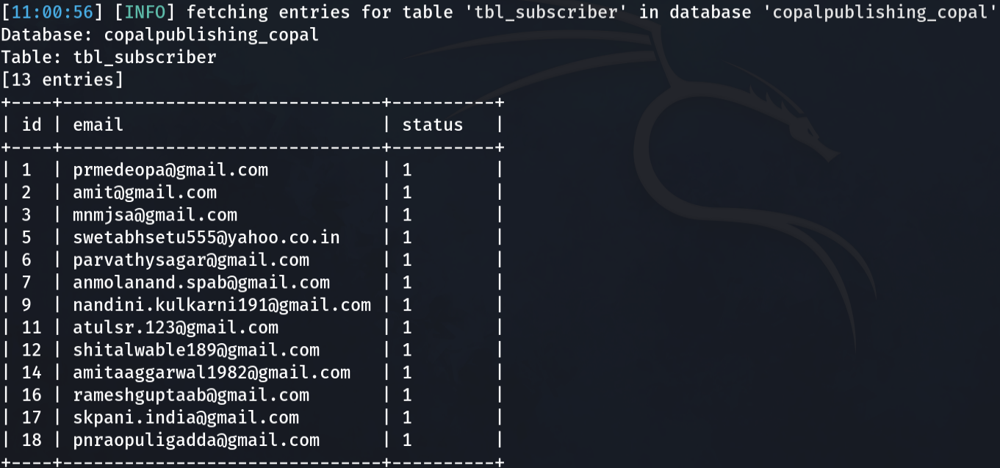 [11:00:56] [INFO] fetching entries for table 'tbl_subscriber' in database 'copalpublishing_copal'
Database: copalpublishing_copal
Table: tbl_subscriber
[13 entries]
+----+-------------------------------+----------+
| id | email                         | status   |
+----+-------------------------------+----------+
| 1  | prmedeopa@gmail.com           | 1        |
| 2  | amit@gmail.com                | 1        |
| 3  | mnmjsa@gmail.com              | 1        |
| 5  | swetabhsetu555@yahoo.co.in    | 1        |
| 6  | parvathysagar@gmail.com       | 1        |
| 7  | anmolanand.spab@gmail.com     | 1        |
| 9  | nandini.kulkarni191@gmail.com | 1        |
| 11 | atulsr.123@gmail.com          | 1        |
| 12 | shitalwable189@gmail.com      | 1        |
| 14 | amitaaggarwal1982@gmail.com   | 1        |
| 16 | rameshguptaab@gmail.com       | 1        |
| 17 | skpani.india@gmail.com        | 1        |
| 18 | pnraopuligadda@gmail.com      | 1        |
+----+-------------------------------+----------+